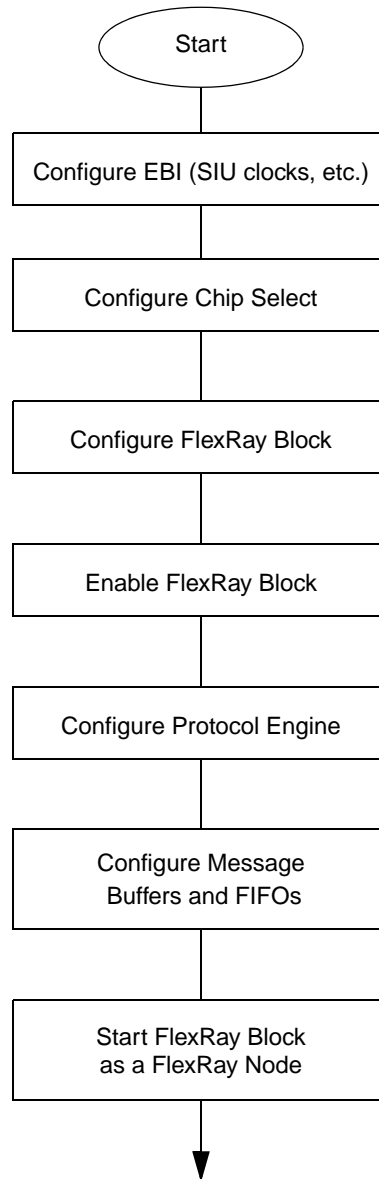 Start
Configure EBI (SIU clocks, etc.)
Configure Chip Select
Configure FlexRay Block
Enable FlexRay Block
Configure Protocol Engine
Configure Message
Buffers and FIFOs
Start FlexRay Block
as a FlexRay Node